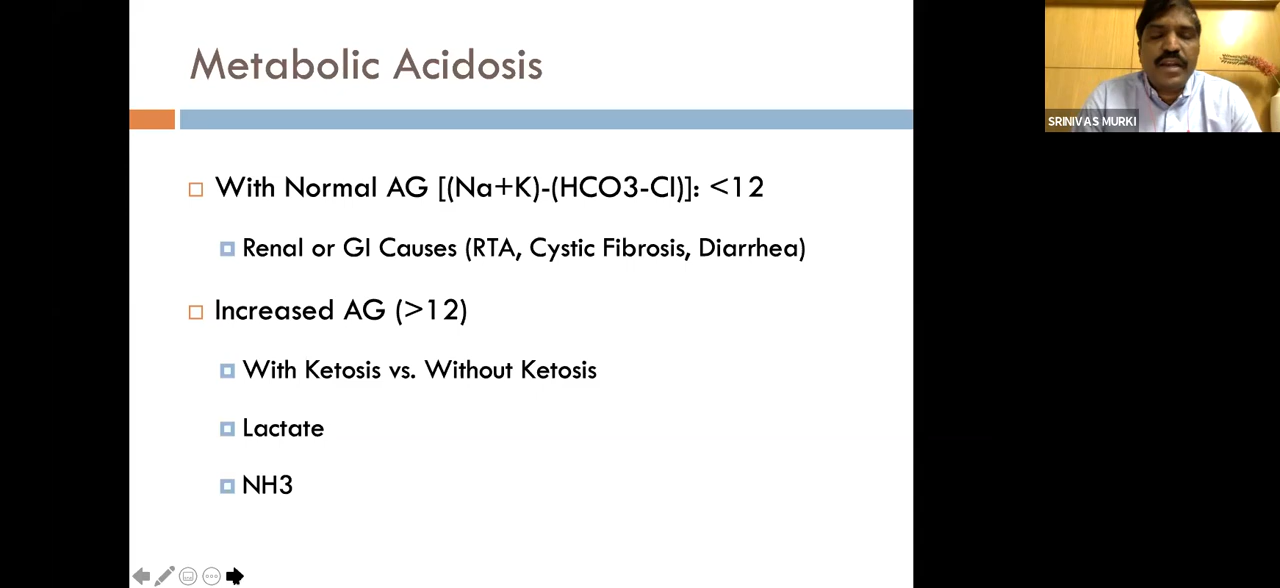 Metabolic Acidosis
SRINIVAS MURKI
With Normal AG [(Na+K)-(HCO3-Cl)]: <12
Renal or GI Causes (RTA, Cystic Fibrosis, Diarrhea)
Increased AG (>12)
With Ketosis vs. Without Ketosis
Lactate
NH3